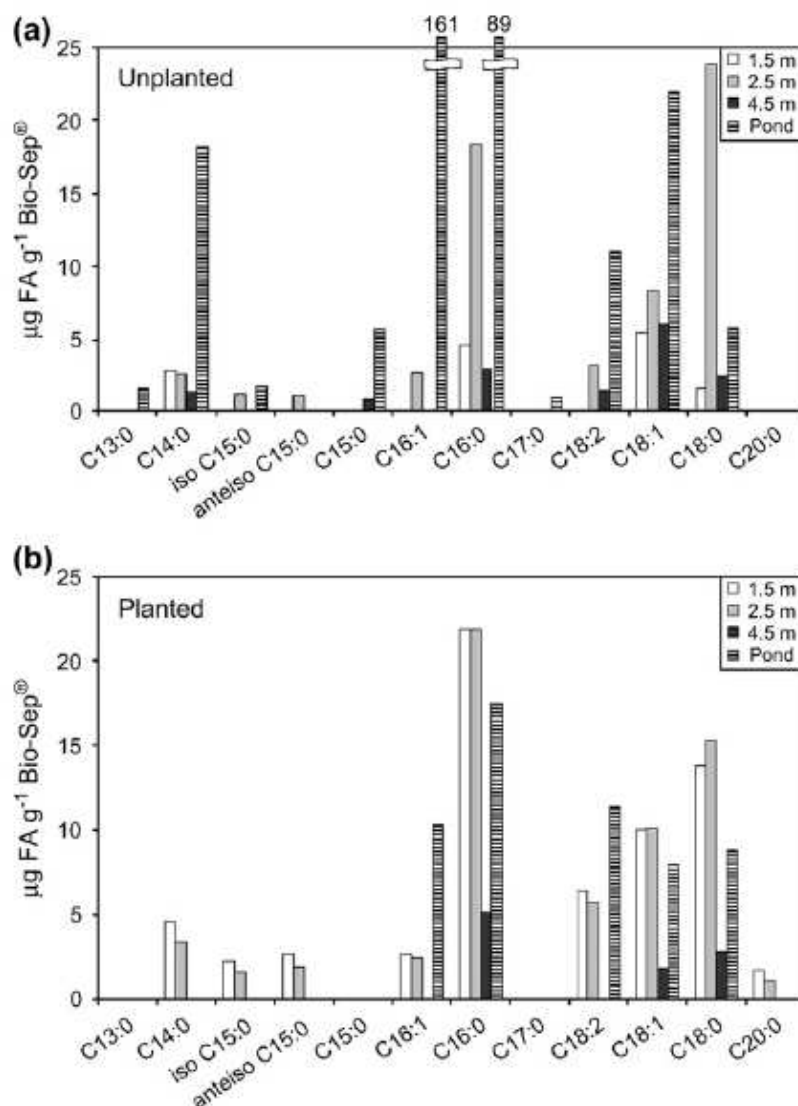 (a)
161 89
25
20
15
10
5
0
µg FA g-1 Bio-Sep®
Unplanted
1.5 m
2.5 m
4.5 m
Pond
C13:0
C14:0
iso C15:0
anteiso C15:0
C15:0
C16:1
C16:0
C17:0
C18:2
C18:1
C18:0
C20:0
(b)
25
20
15
10
5
0
µg FA g-1 Bio-Sep®
Planted
1.5 m
2.5 m
4.5 m
Pond
C13:0
C14:0
iso C15:0
anteiso C15:0
C15:0
C16:1
C16:0
C17:0
C18:2
C18:1
C18:0
C20:0